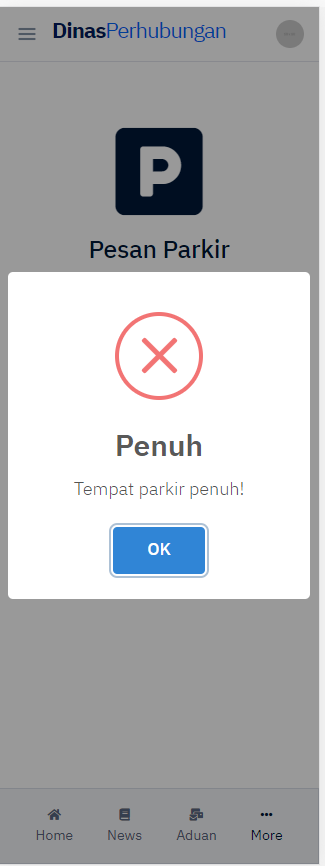 DinasPerhubungan
P
Pesan Parkir
Penuh
Tempat parkir penuh!
OK
Home News Aduan More